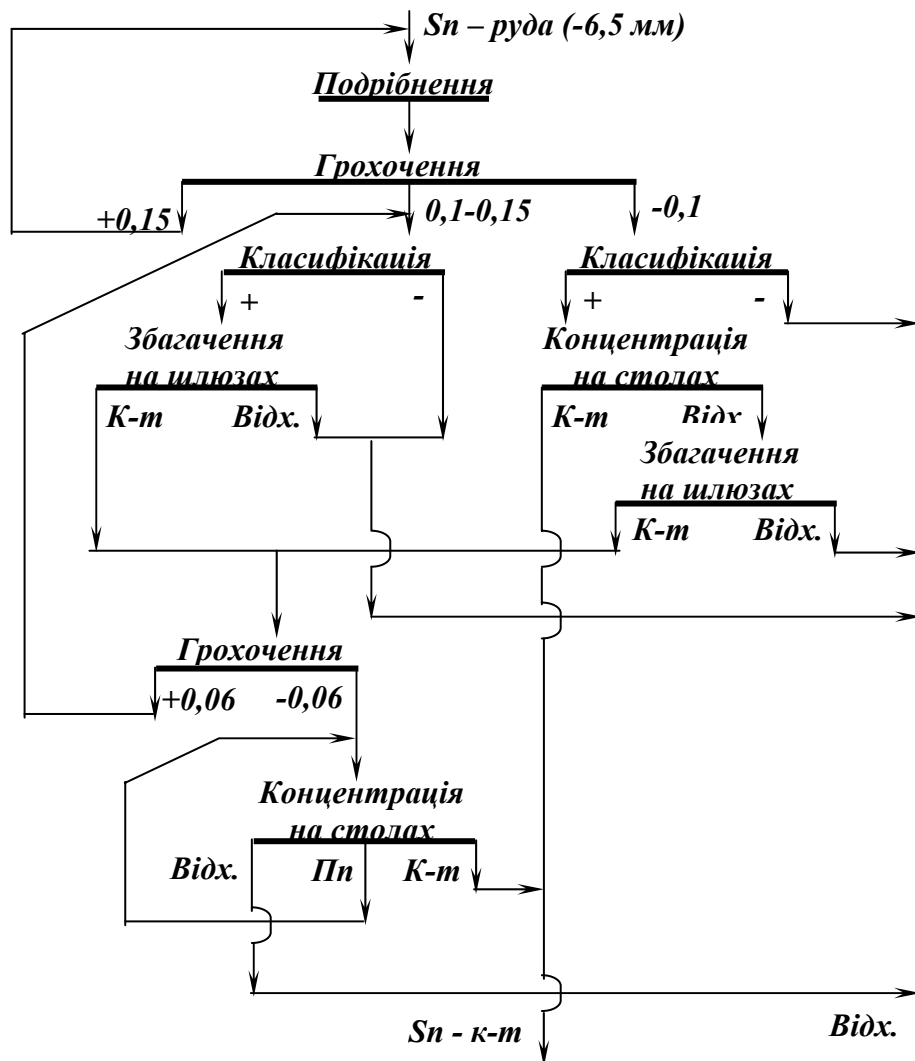 Sn – руда (-6,5 мм)
Подрібнення
Грохочення
+0,15
0,1-0,15
-0,1
Класифікація
Класифікація
+
-
+
-
Збагачення
на шлюзах
Концентрація
на столах
К-т
Відх.
К-т
Відх
Збагачення
на шлюзах
К-т
Відх.
Грохочення
+0,06
-0,06
Концентрація
на столах
Відх.
Пп
К-т
Sn - к-т
Відх.